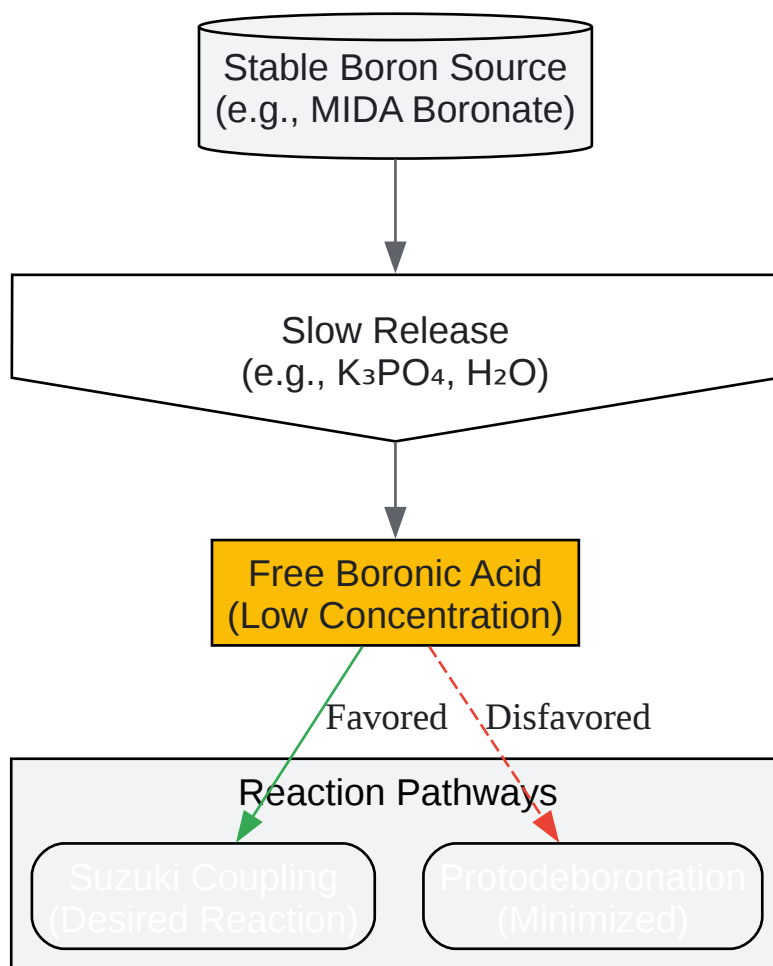 Stable Boron Source
(e.g., MIDA Boronate)
Slow Release
(e.g., K₃PO₄, H₂O)
Free Boronic Acid
(Low Concentration)
Favored
Disfavored
Reaction Pathways
Suzuki Coupling
(Desired Reaction)
Protodeboronation
(Minimized)